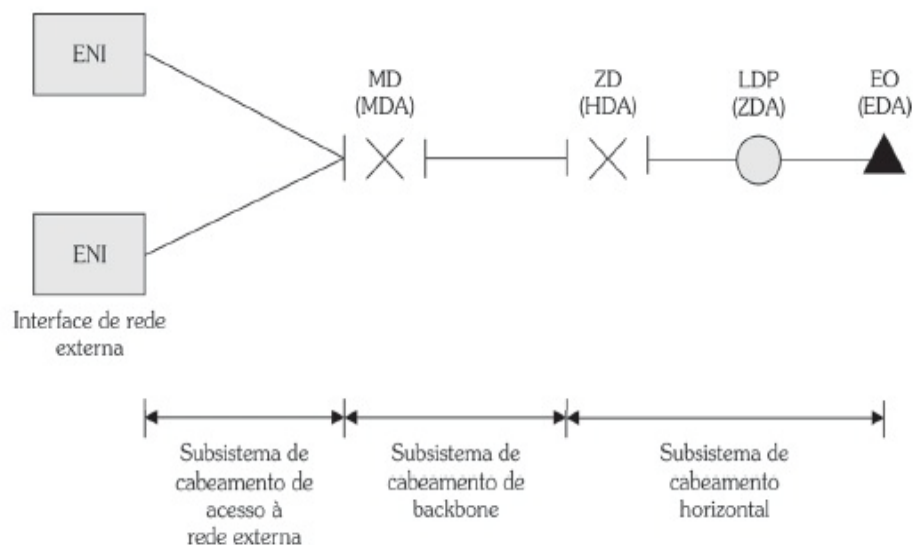 ENI
MD
(MDA)
ZD
(HDA)
LDP
(ZDA)
EO
(EDA)
ENI
Interface de rede
externa
Subsistema de
cabeamento de
acesso à
rede externa
Subsistema de
cabeamento de
backbone
Subsistema de
cabeamento
horizontal